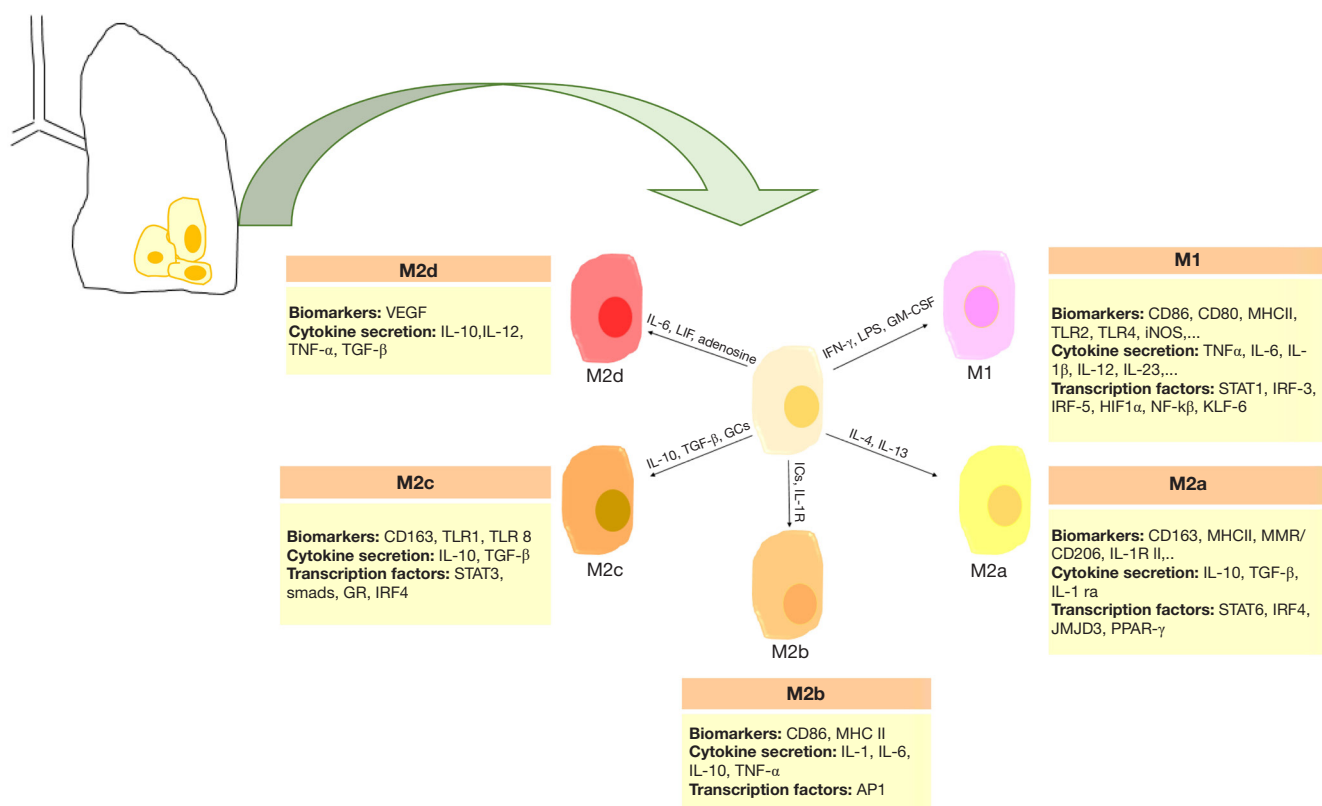 M2d
Biomarkers: VEGF
Cytokine secretion: IL-10,IL-12,
TNF-α, TGF-β
M2d
IL-6, LIF, adenosine
IFN-γ, LPS, GM-CSF
M1
M1
Biomarkers: CD86, CD80, MHCII,
TLR2, TLR4, iNOS,...
Cytokine secretion: TNFα, IL-6, IL-
1β, IL-12, IL-23,...
Transcription factors: STAT1, IRF-3,
IRF-5, HIF1α, NF-kβ, KLF-6
M2c
Biomarkers: CD163, TLR1, TLR 8
Cytokine secretion: IL-10, TGF-β
Transcription factors: STAT3,
smads, GR, IRF4
M2c
IL-10, TGF-β, GCs
ICs, IL-1R
IL-4, IL-13
M2a
M2a
Biomarkers: CD163, MHCII, MMR/
CD206, IL-1R II,..
Cytokine secretion: IL-10, TGF-β,
IL-1 ra
Transcription factors: STAT6, IRF4,
JMJD3, PPAR-γ
M2b
M2b
Biomarkers: CD86, MHC II
Cytokine secretion: IL-1, IL-6,
IL-10, TNF-α
Transcription factors: AP1